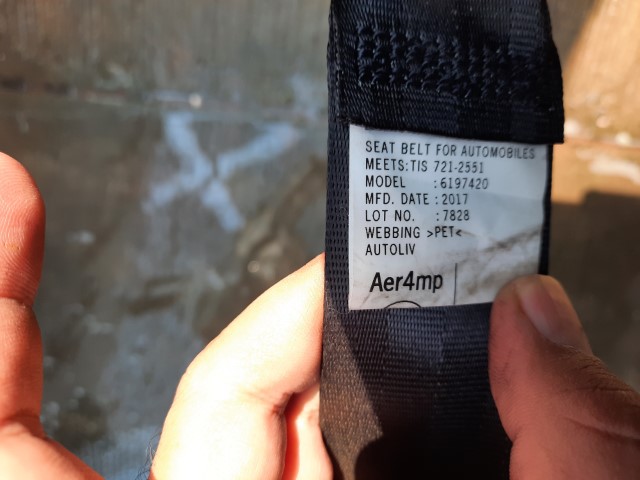 SEAT BELT FOR AUTOMOBILES
MEETS:TIS 721-2551
MODEL :6197420
MFD. DATE :2017
LOT NO. :7828
WEBBING >PET<
AUTOLIV
Aer4mp